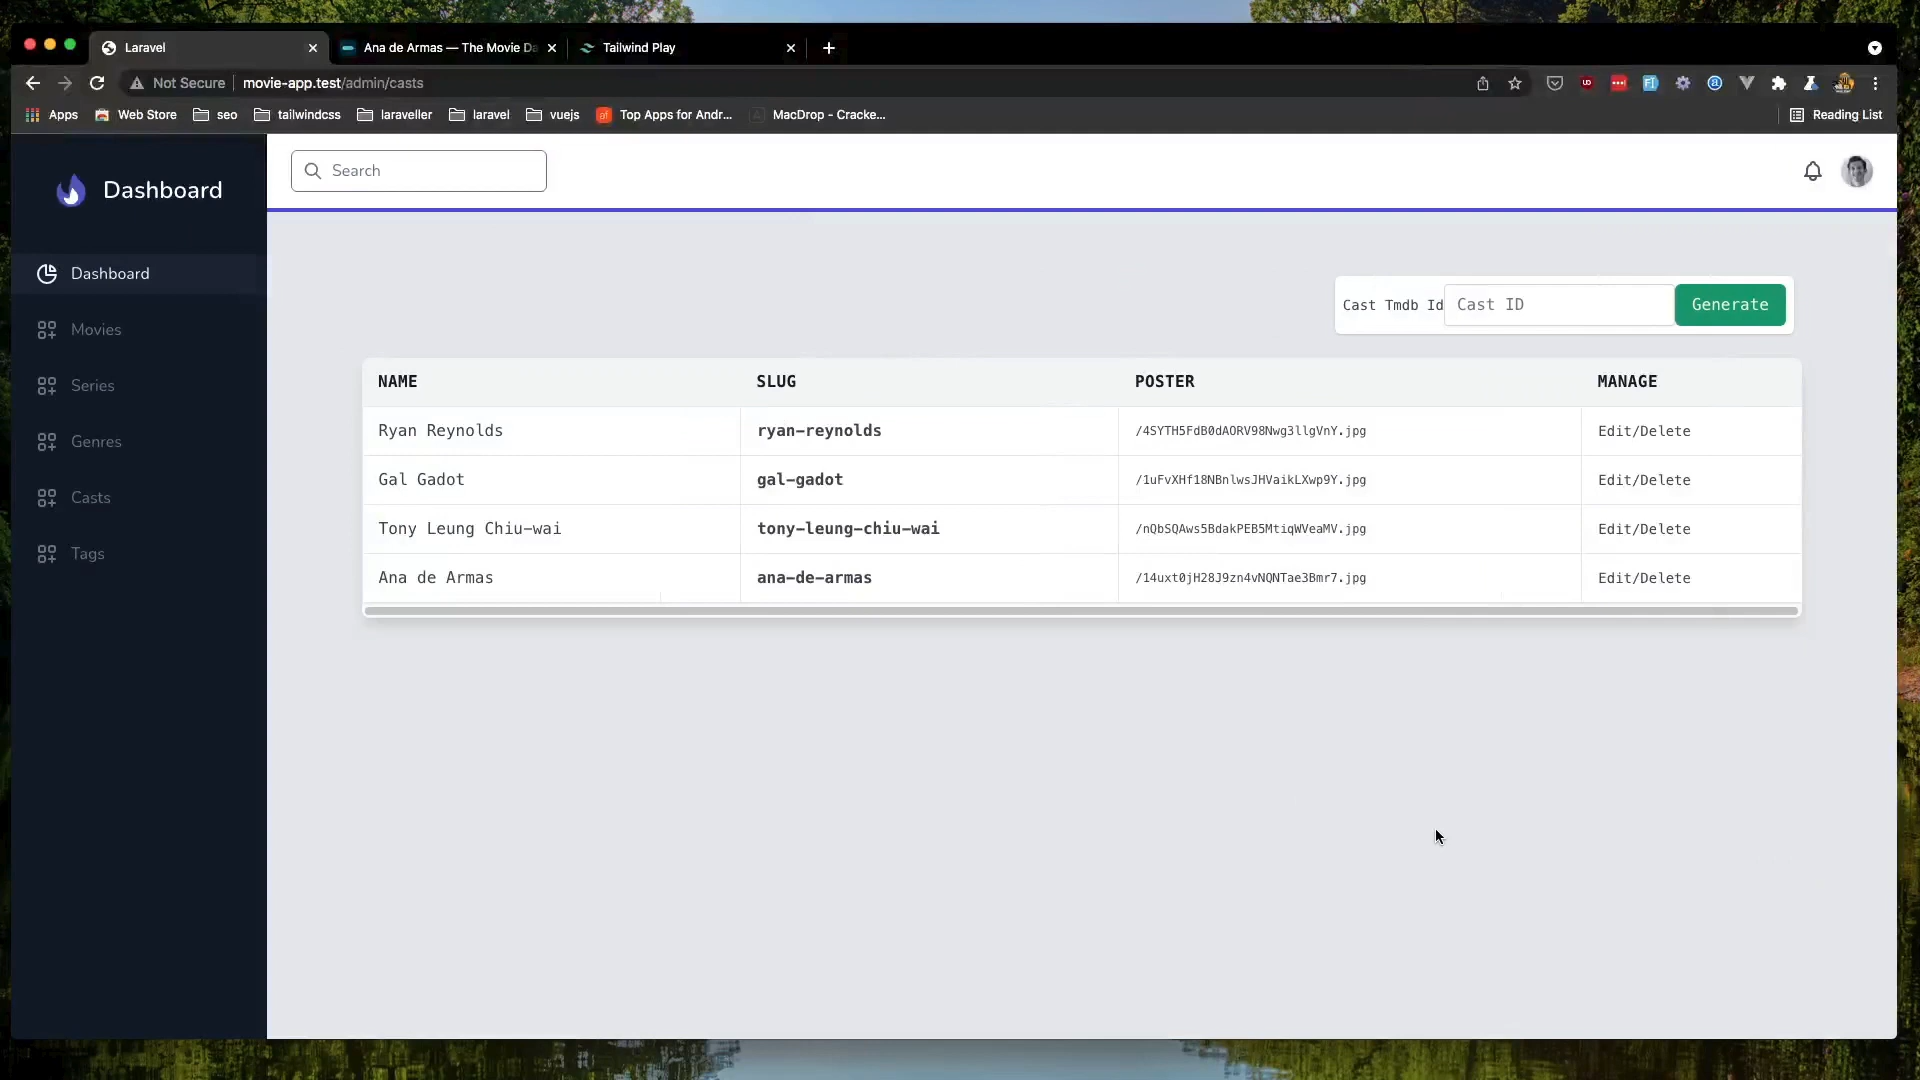 Laravel
Ana de Armas — The Movie Da
Tailwind Play
Not Secure
movie-app.test/admin/casts
Apps
Web Store
seo
tailwindcss
laraveller
laravel
vuejs
Top Apps for Andr...
MacDrop - Cracke...
Reading List
Dashboard
Search
Dashboard
Movies
Series
Genres
Casts
Tags
Cast Tmdb Id
Cast ID
Generate
NAME SLUG POSTER MANAGE
Ryan Reynolds ryan-reynolds /4SYTH5FdB0dAORV98Nwg3llgVnY.jpg Edit/Delete
Gal Gadot gal-gadot /1uFvXHf18NBnlwsJHVaikLXwp9Y.jpg Edit/Delete
Tony Leung Chiu-wai tony-leung-chiu-wai /nQbSQAws5BdakPEB5MtiqWVeaMV.jpg Edit/Delete
Ana de Armas ana-de-armas /14uxt0jH28J9zn4vNQNTae3Bmr7.jpg Edit/Delete